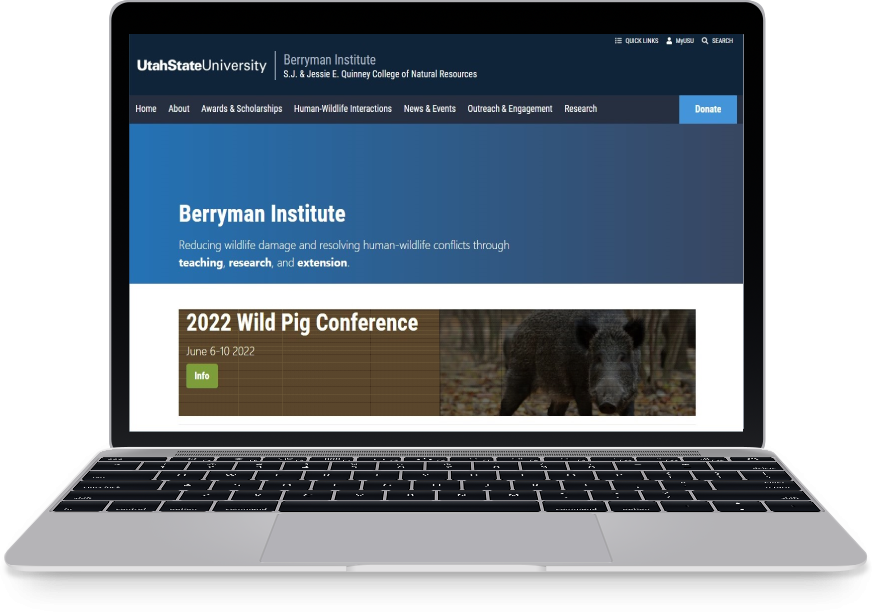 QUICK LINKS MyUSU SEARCH
UtahStateUniversity
Berryman Institute
S.J. & Jessie E. Quinney College of Natural Resources
Home About Awards & Scholarships Human-Wildlife Interactions News & Events Outreach & Engagement Research Donate
Berryman Institute
Reducing wildlife damage and resolving human-wildlife conflicts through
teaching, research, and extension.
2022 Wild Pig Conference
June 6-10 2022
Info